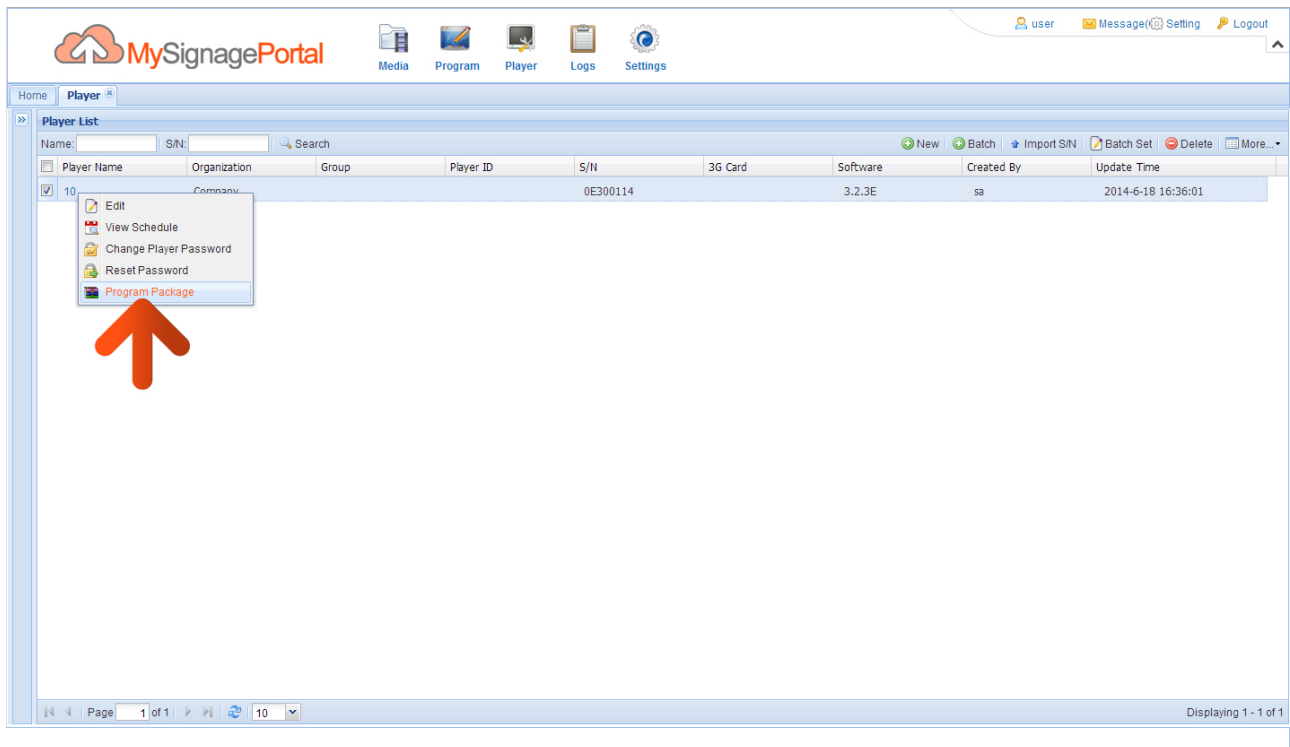 user Message( Setting Logout
MySignagePortal
Media Program Player Logs Settings
Home Player
Player List
Name: S/N: Search New Batch Import S/N Batch Set Delete More...
Player Name Organization Group Player ID S/N 3G Card Software Created By Update Time
10 Company 0E300114 3.2.3E sa 2014-6-18 16:36:01
Edit
View Schedule
Change Player Password
Reset Password
Program Package
Page 1 of 1 10 Displaying 1 - 1 of 1